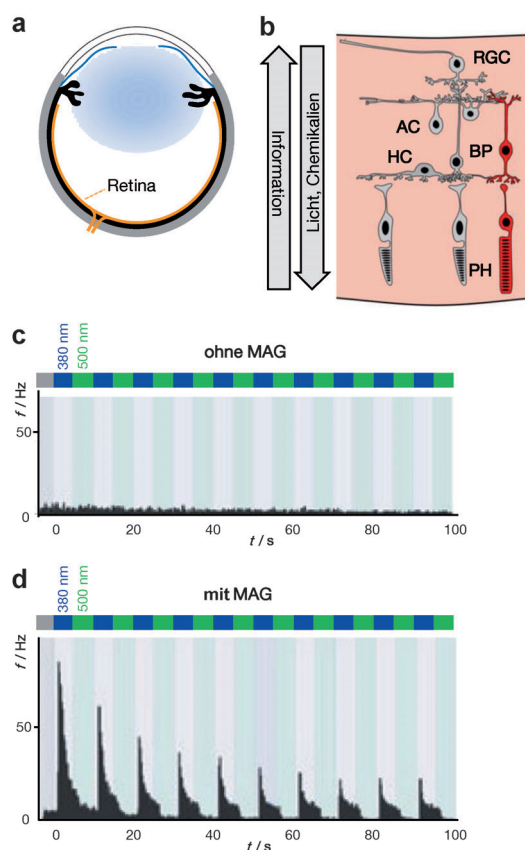 a
Retina
b
Information
Licht, Chemikalien
RGC
AC
BP
HC
PH
c
380 nm
500 nm
ohne MAG
f / Hz
50
0
0 20 40 60 80 100
t / s
d
380 nm
500 nm
mit MAG
f / Hz
50
0
0 20 40 60 80 100
t / s